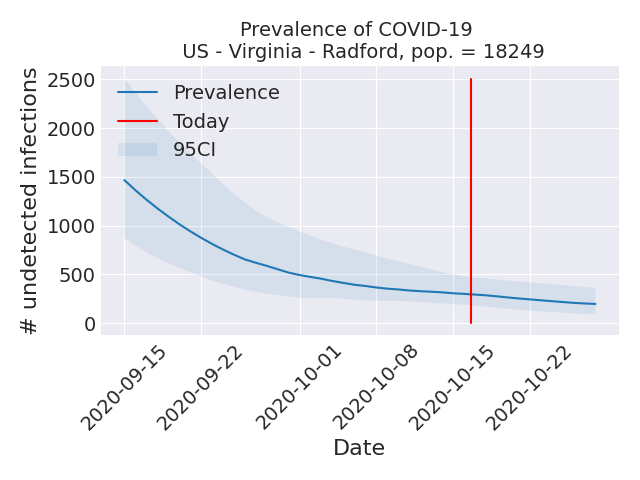 Prevalence of COVID-19
US - Virginia - Radford, pop. = 18249
# undetected infections
2500
2000
1500
1000
500
0
Prevalence
Today
95CI
2020-09-15
2020-09-22
2020-10-01
2020-10-08
2020-10-15
2020-10-22
Date